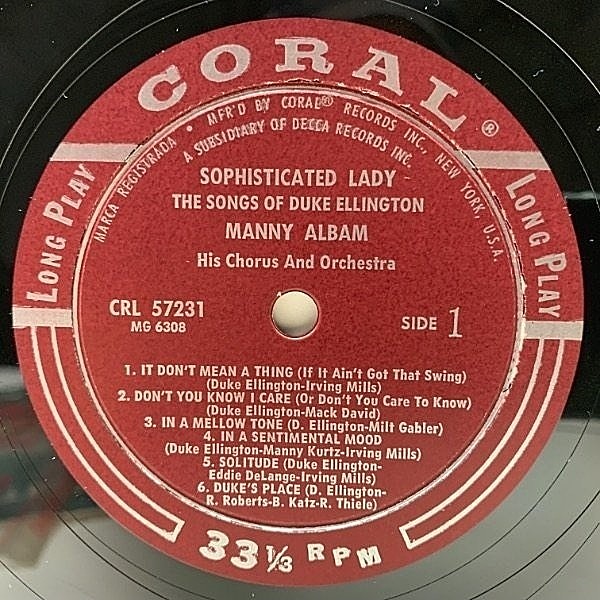 CORAL®
MARCA REGISTRADA • MFR'D BY CORAL® RECORDS INC., NEW YORK, U.S.A.
A SUBSIDIARY OF DECCA RECORDS INC.
LONG PLAY
LONG PLAY
SOPHISTICATED LADY
THE SONGS OF DUKE ELLINGTON
MANNY ALBAM
His Chorus And Orchestra
CRL 57231
MG 6308
SIDE 1
1. IT DON'T MEAN A THING (If It Ain't Got That Swing)
(Duke Ellington-Irving Mills)
2. DON'T YOU KNOW I CARE (Or Don't You Care To Know)
(Duke Ellington-Mack David)
3. IN A MELLOW TONE (D. Ellington-Milt Gabler)
4. IN A SENTIMENTAL MOOD
(Duke Ellington-Manny Kurtz-Irving Mills)
5. SOLITUDE (Duke Ellington-
Eddie DeLange-Irving Mills)
6. DUKE'S PLACE (D. Ellington-
R. Roberts-B. Katz-R. Thiele)
33⅓ RPM